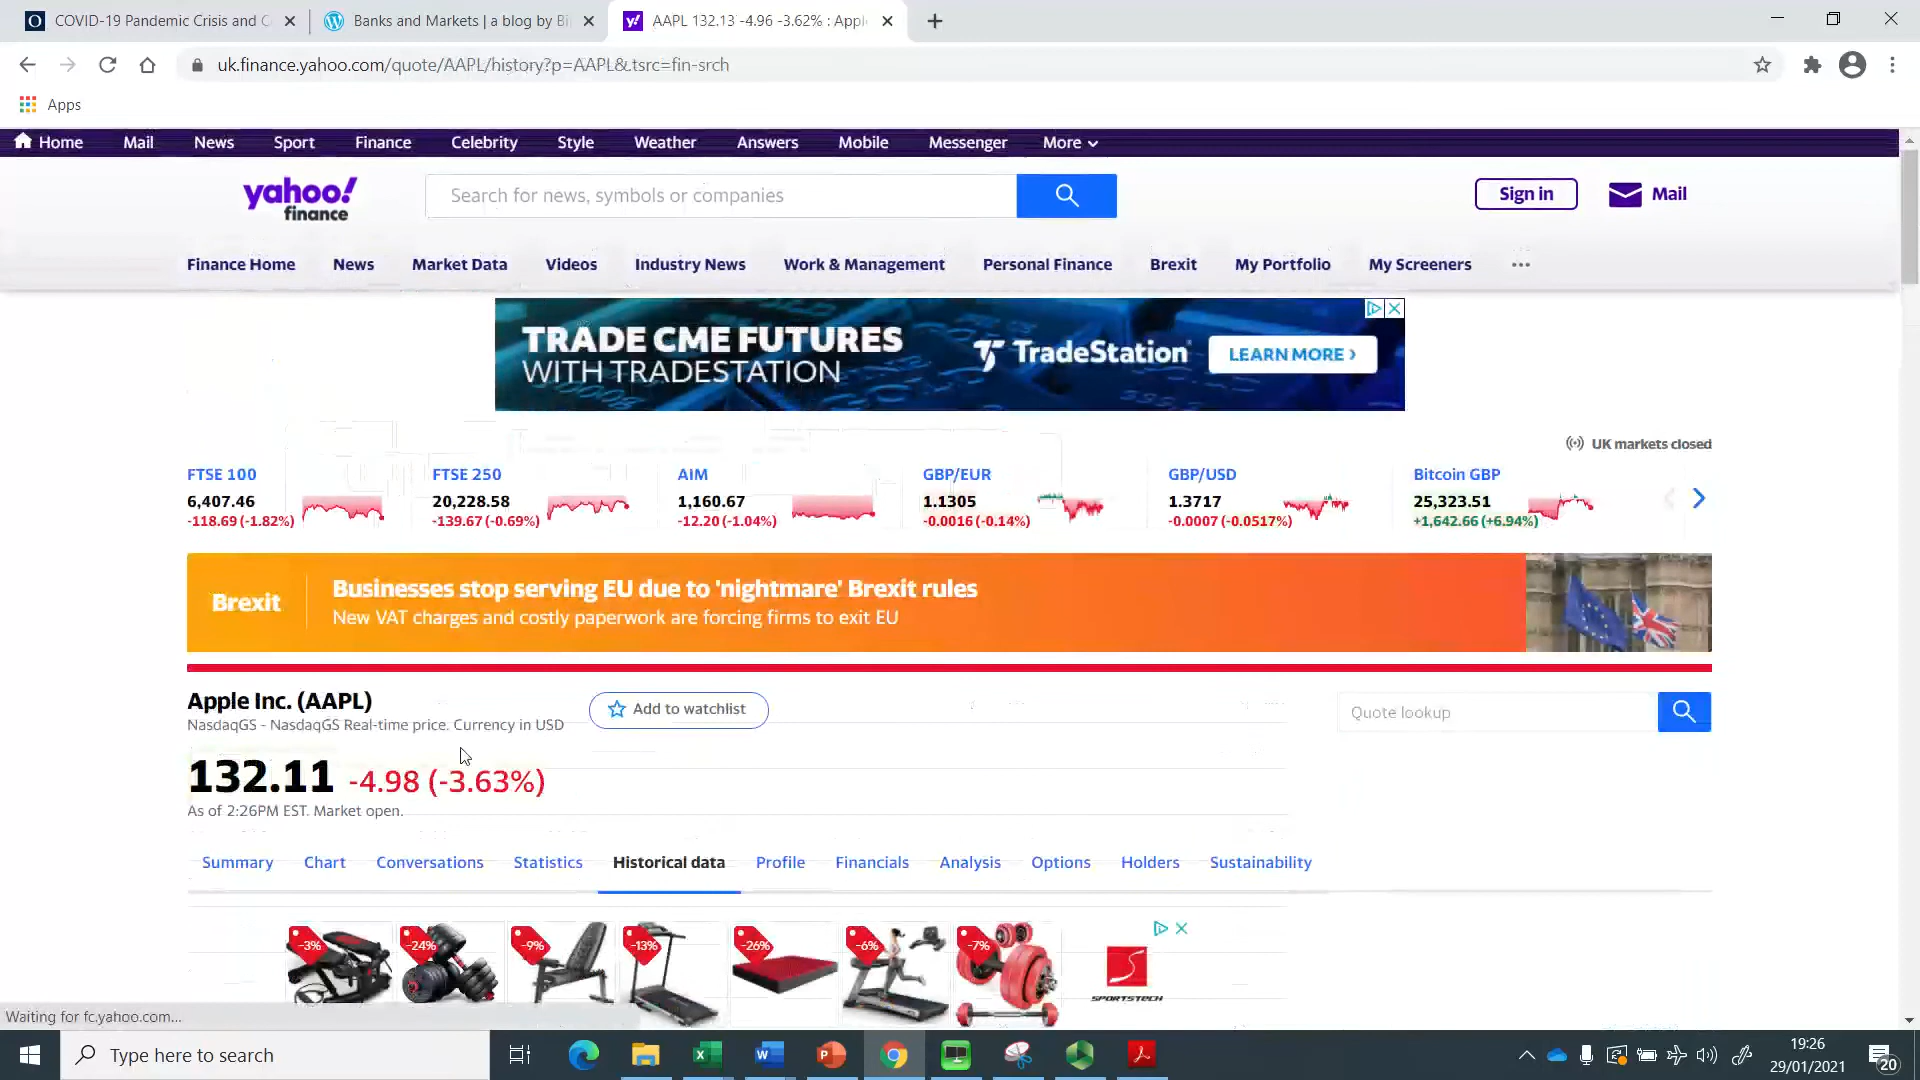 COVID-19 Pandemic Crisis and C
Banks and Markets | a blog by Bi
AAPL 132.13 -4.96 -3.62% : Appl
uk.finance.yahoo.com/quote/AAPL/history?p=AAPL&.tsrc=fin-srch
Apps
Home Mail News Sport Finance Celebrity Style Weather Answers Mobile Messenger More
yahoo!
finance
Search for news, symbols or companies
Sign in
Mail
Finance Home News Market Data Videos Industry News Work & Management Personal Finance Brexit My Portfolio My Screeners ...
TRADE CME FUTURES
WITH TRADESTATION
TradeStation
LEARN MORE ›
UK markets closed
FTSE 100
6,407.46
-118.69 (-1.82%)
FTSE 250
20,228.58
-139.67 (-0.69%)
AIM
1,160.67
-12.20 (-1.04%)
GBP/EUR
1.1305
-0.0016 (-0.14%)
GBP/USD
1.3717
-0.0007 (-0.0517%)
Bitcoin GBP
25,323.51
+1,642.66 (+6.94%)
Brexit
Businesses stop serving EU due to 'nightmare' Brexit rules
New VAT charges and costly paperwork are forcing firms to exit EU
Apple Inc. (AAPL)
NasdaqGS - NasdaqGS Real-time price. Currency in USD
Add to watchlist
Quote lookup
132.11 -4.98 (-3.63%)
As of 2:26PM EST. Market open.
Summary Chart Conversations Statistics Historical data Profile Financials Analysis Options Holders Sustainability
-3% -24% -9% -13% -26% -6% -7%
SPORTSTECH
Waiting for fc.yahoo.com...
Type here to search
19:26
29/01/2021
20